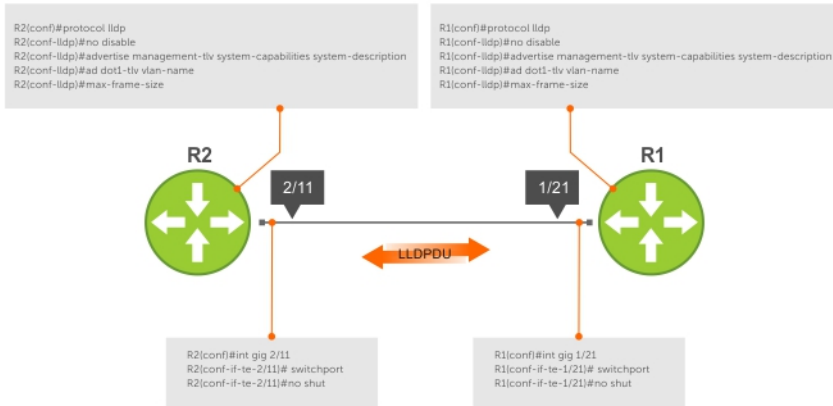 R2(conf)#protocol lldp
R2(conf-lldp)#no disable
R2(conf-lldp)#advertise management-tlv system-capabilities system-description
R2(conf-lldp)#ad dot1-tlv vlan-name
R2(conf-lldp)#max-frame-size
R1(conf)#protocol lldp
R1(conf-lldp)#no disable
R1(conf-lldp)#advertise management-tlv system-capabilities system-description
R1(conf-lldp)#ad dot1-tlv vlan-name
R1(conf-lldp)#max-frame-size
R2
R1
2/11
1/21
LLDPDU
R2(conf)#int gig 2/11
R2(conf-if-te-2/11)# switchport
R2(conf-if-te-2/11)#no shut
R1(conf)#int gig 1/21
R1(conf-if-te-1/21)# switchport
R1(conf-if-te-1/21)#no shut